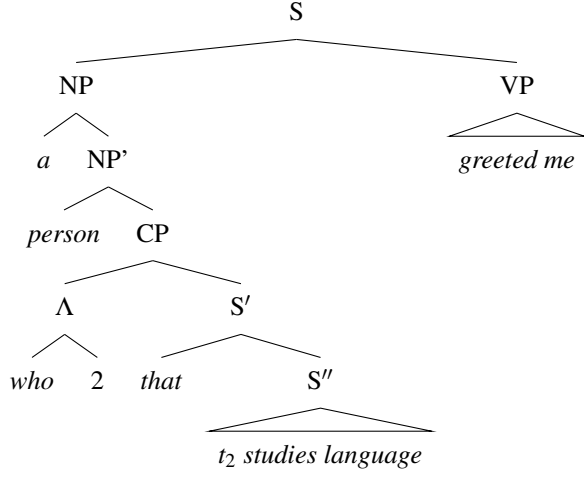 S
NP VP
a NP’ greeted me
person CP
Λ S′
who 2 that S′′
t₂ studies language